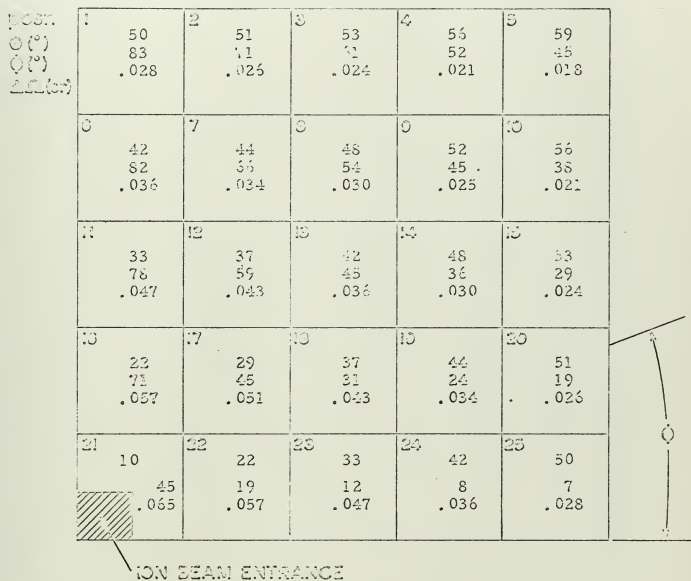 posn.
Θ(°)
Φ(°)
ΔΩ(sr)
1 2 3 4 5
50 51 53 56 59
83 71 61 52 45
.028 .026 .024 .021 .018
6 7 8 9 10
42 44 48 52 56
82 66 54 45 38
.036 .034 .030 .025 .021
11 12 13 14 15
33 37 42 48 53
78 59 45 36 29
.047 .043 .036 .030 .024
16 17 18 19 20
22 29 37 44 51
71 45 31 24 19
.057 .051 .043 .034 .026
21 22 23 24 25
10 22 33 42 50
45 19 12 8 7
.065 .057 .047 .036 .028
Φ
ION BEAM ENTRANCE